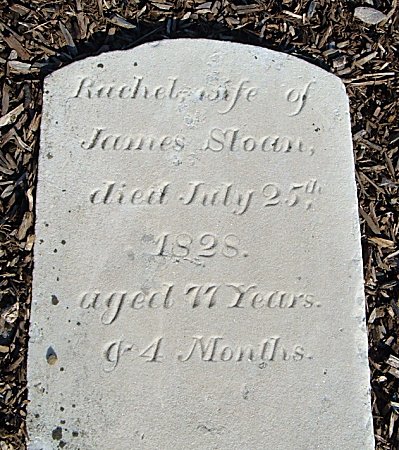 Rachel, wife of
James Sloan,
died July 25th,
1828.
aged 77 Years.
& 4 Months.